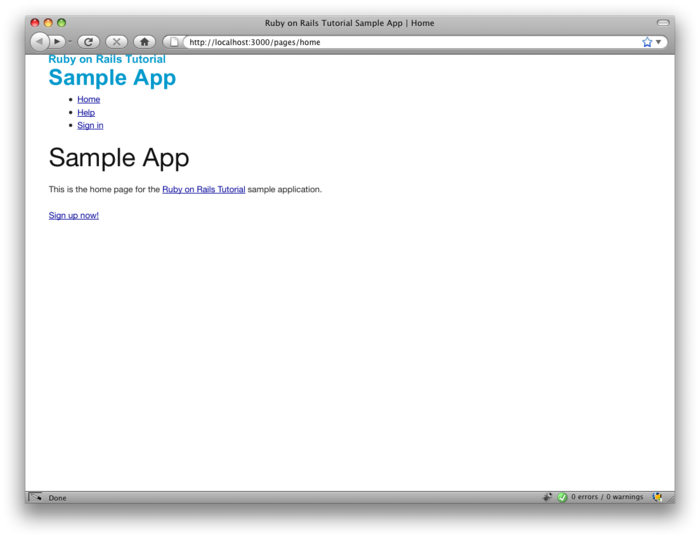 Ruby on Rails Tutorial Sample App | Home
http://localhost:3000/pages/home
Ruby on Rails Tutorial
Sample App
Home
Help
Sign in
Sample App
This is the home page for the Ruby on Rails Tutorial sample application.
Sign up now!
Done
0 errors / 0 warnings